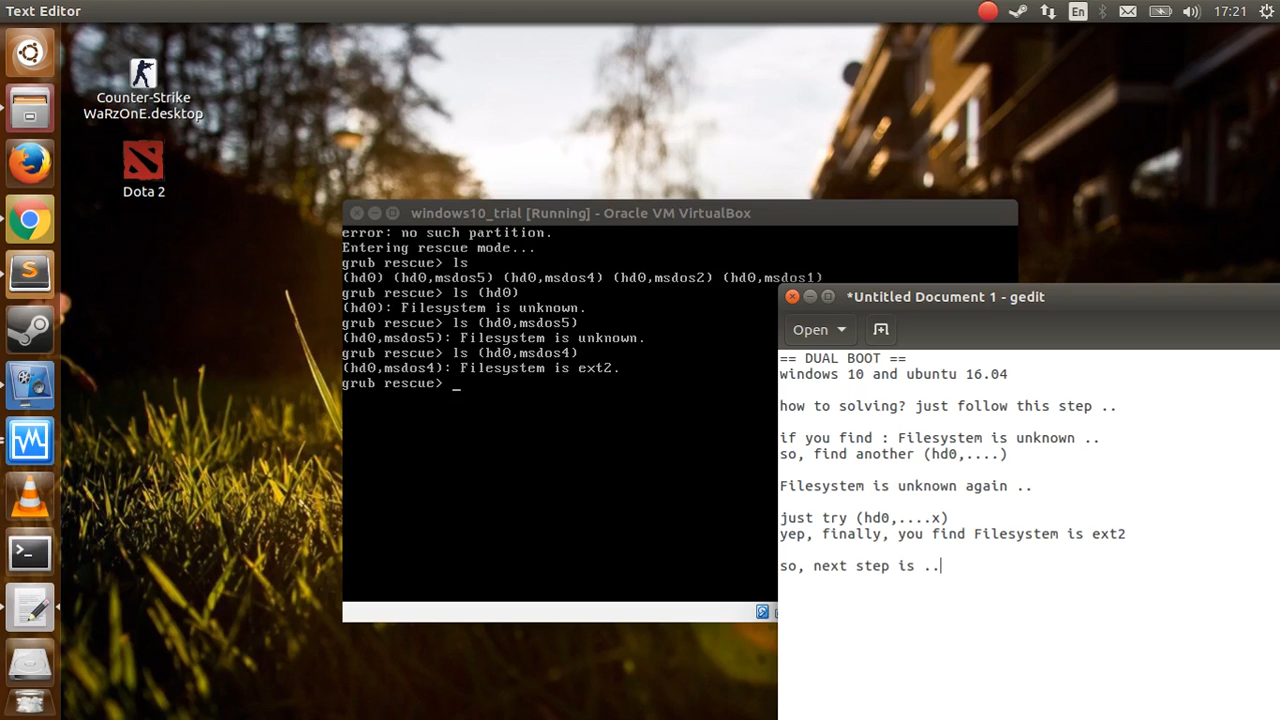 Text Editor
En
17:21
Counter-Strike
WaRzOnE.desktop
Dota 2
windows10_trial [Running] - Oracle VM VirtualBox
error: no such partition.
Entering rescue mode...
grub rescue> ls
(hd0) (hd0,msdos5) (hd0,msdos4) (hd0,msdos2) (hd0,msdos1)
grub rescue> ls (hd0)
(hd0): Filesystem is unknown.
grub rescue> ls (hd0,msdos5)
(hd0,msdos5): Filesystem is unknown.
grub rescue> ls (hd0,msdos4)
(hd0,msdos4): Filesystem is ext2.
grub rescue> _
*Untitled Document 1 - gedit
Open
== DUAL BOOT ==
windows 10 and ubuntu 16.04
how to solving? just follow this step ..
if you find : Filesystem is unknown ..
so, find another (hd0,....)
Filesystem is unknown again ..
just try (hd0,....x)
yep, finally, you find Filesystem is ext2
so, next step is ..